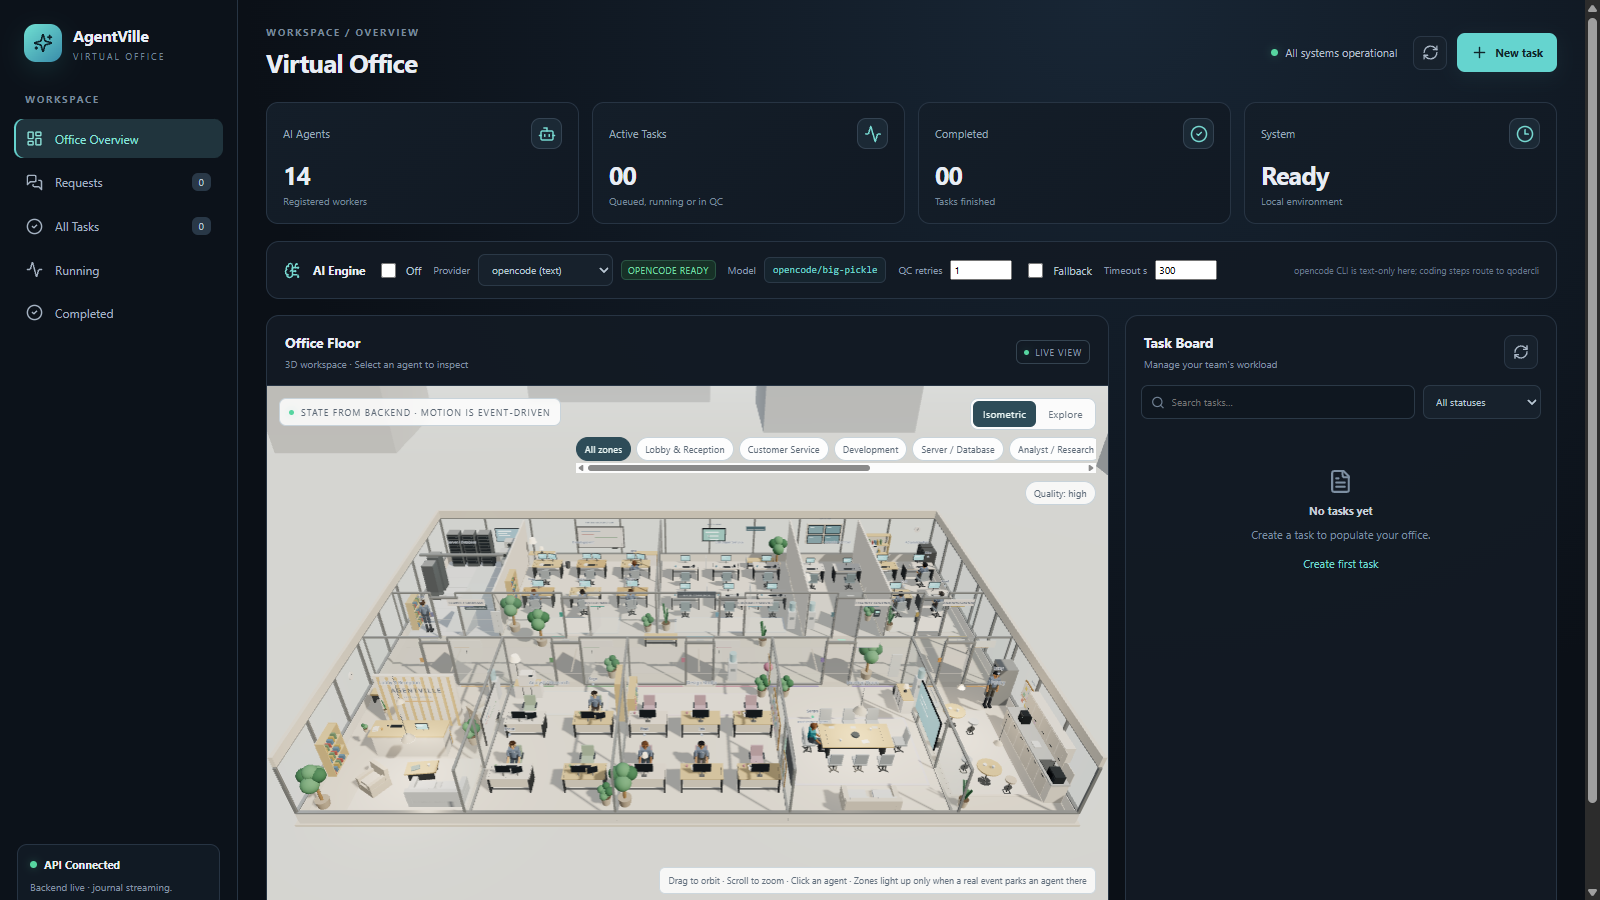 AgentVille
VIRTUAL OFFICE
WORKSPACE
Office Overview
Requests 0
All Tasks 0
Running
Completed
API Connected
Backend live · journal streaming.
WORKSPACE / OVERVIEW
Virtual Office
All systems operational
New task
AI Agents
14
Registered workers
Active Tasks
00
Queued, running or in QC
Completed
00
Tasks finished
System
Ready
Local environment
AI Engine Off Provider opencode (text) OPENCODE READY Model opencode/big-pickle QC retries 1 Fallback Timeout s 300 opencode CLI is text-only here; coding steps route to qodercli
Office Floor
3D workspace · Select an agent to inspect
LIVE VIEW
STATE FROM BACKEND · MOTION IS EVENT-DRIVEN
Isometric Explore
All zones Lobby & Reception Customer Service Development Server / Database Analyst / Research
Quality: high
AGENTVILLE
Drag to orbit · Scroll to zoom · Click an agent · Zones light up only when a real event parks an agent there
Task Board
Manage your team's workload
Search tasks...
All statuses
No tasks yet
Create a task to populate your office.
Create first task